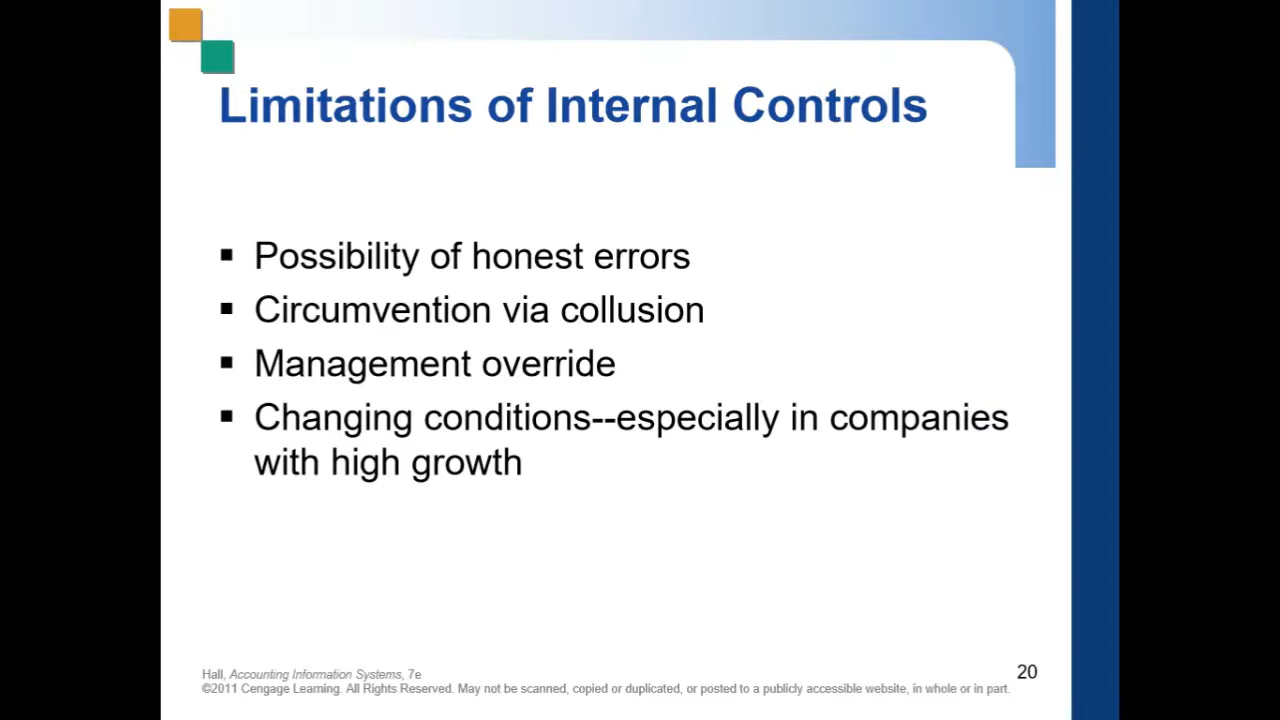 Limitations of Internal Controls
▪ Possibility of honest errors
▪ Circumvention via collusion
▪ Management override
▪ Changing conditions--especially in companies
with high growth
Hall, Accounting Information Systems, 7e
©2011 Cengage Learning. All Rights Reserved. May not be scanned, copied or duplicated, or posted to a publicly accessible website, in whole or in part.
20